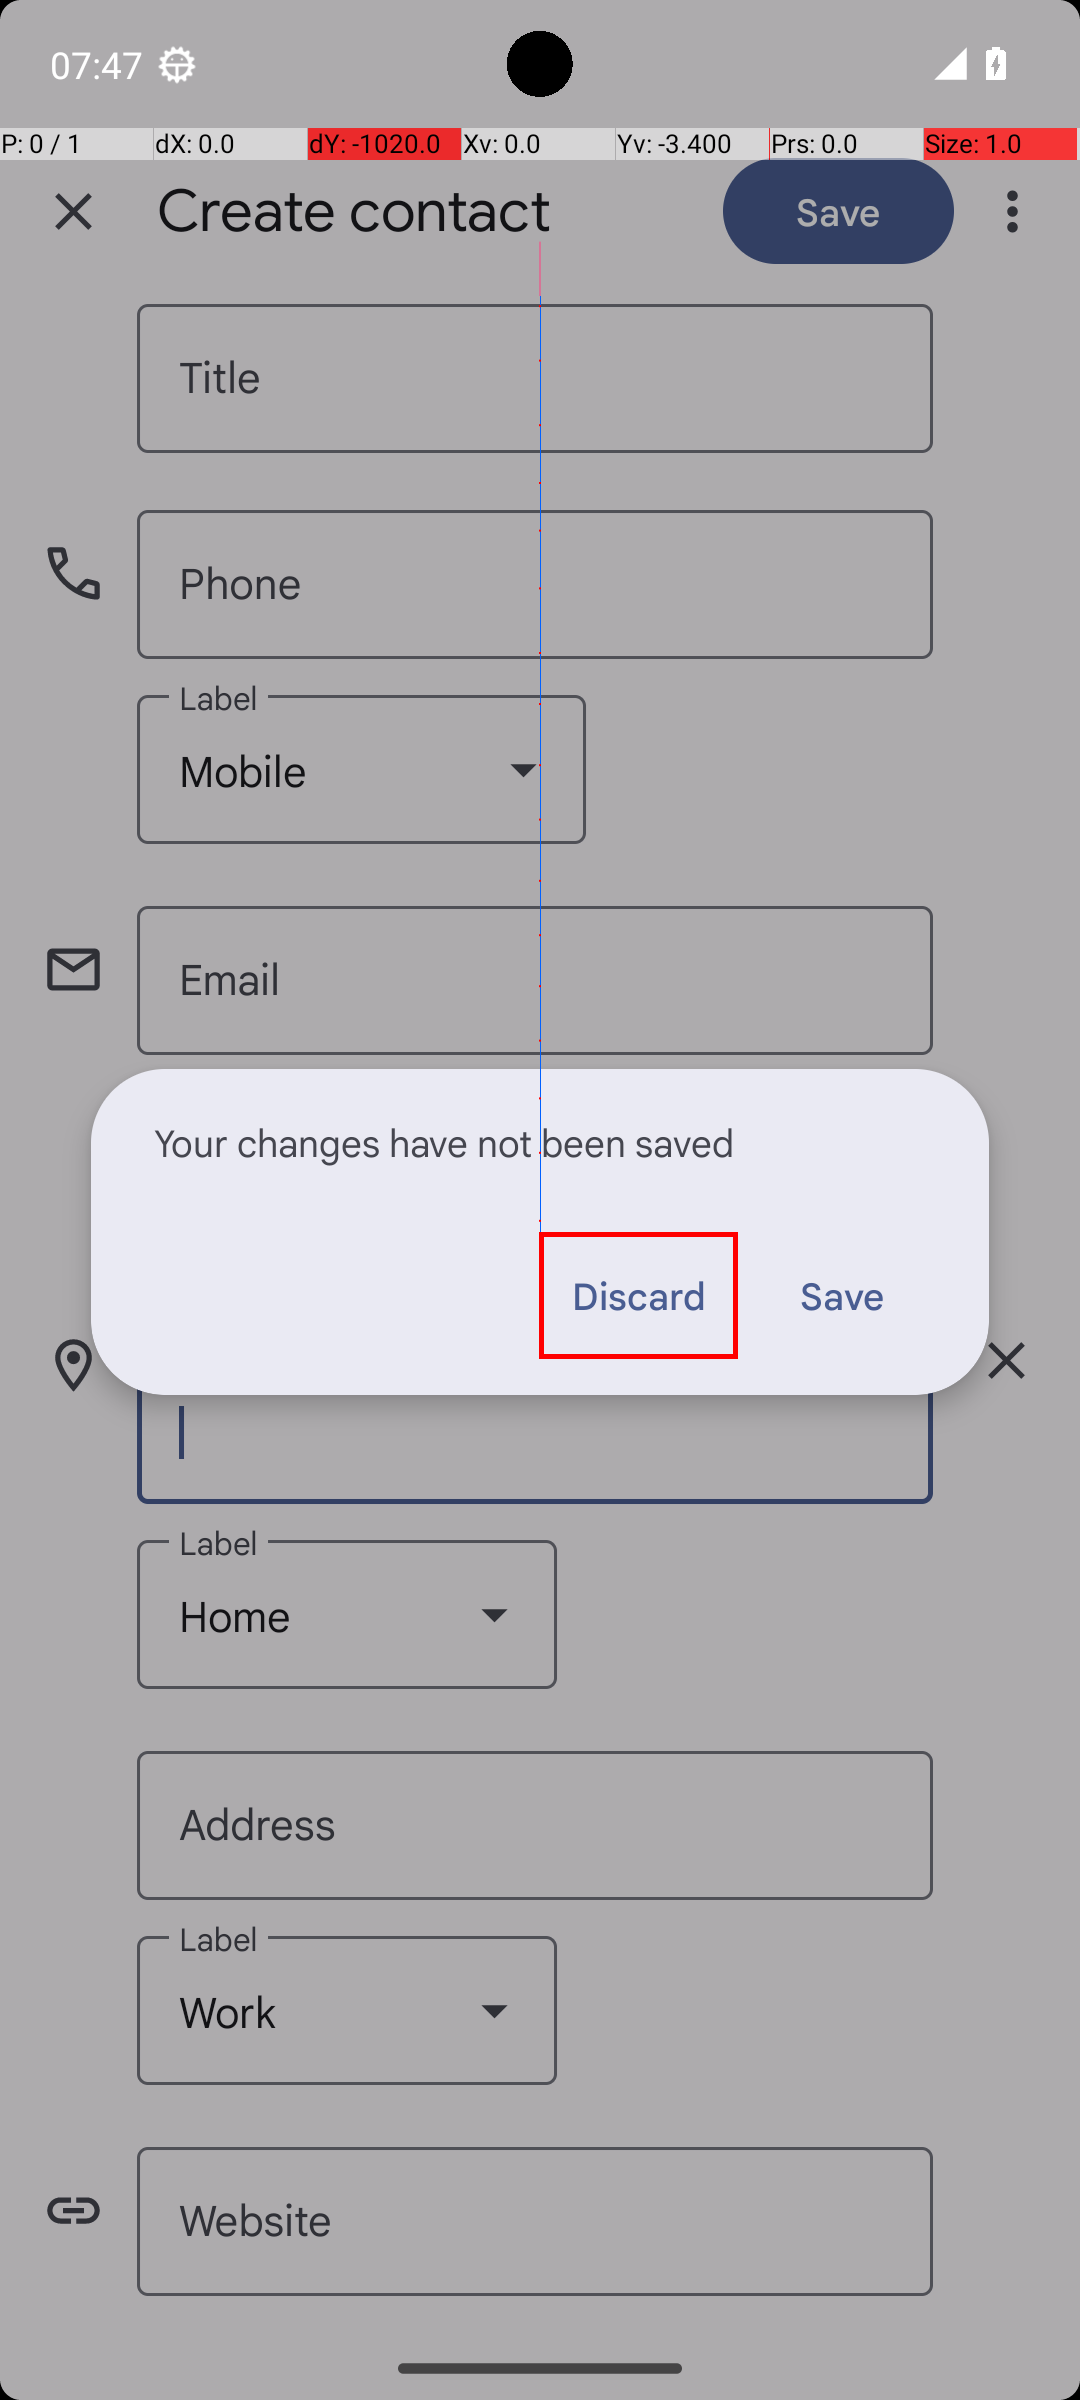 07:47
P: 0 / 1 dX: 0.0 dY: -1020.0 Xv: 0.0 Yv: -3.400 Prs: 0.0 Size: 1.0
Create contact Save
Title
Phone
Label
Mobile
Email
Your changes have not been saved
Discard Save
Label
Home
Address
Label
Work
Website